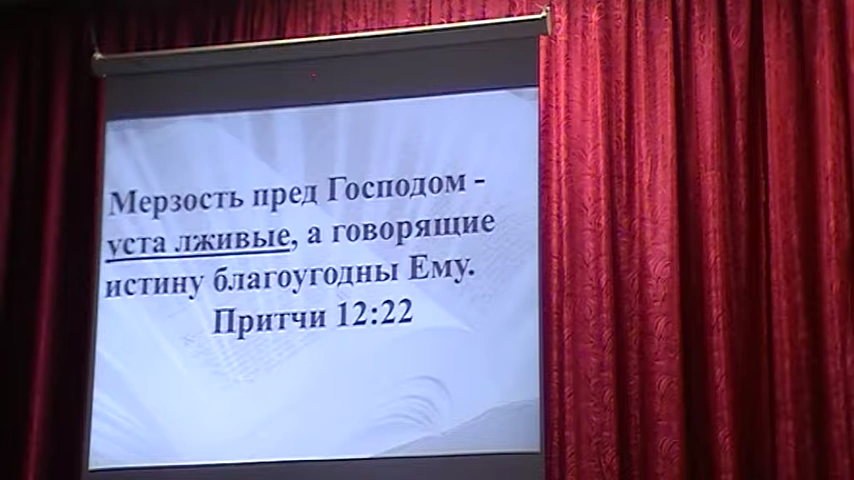 Мерзость пред Господом -
уста лживые, а говорящие
истину благоугодны Ему.
Притчи 12:22